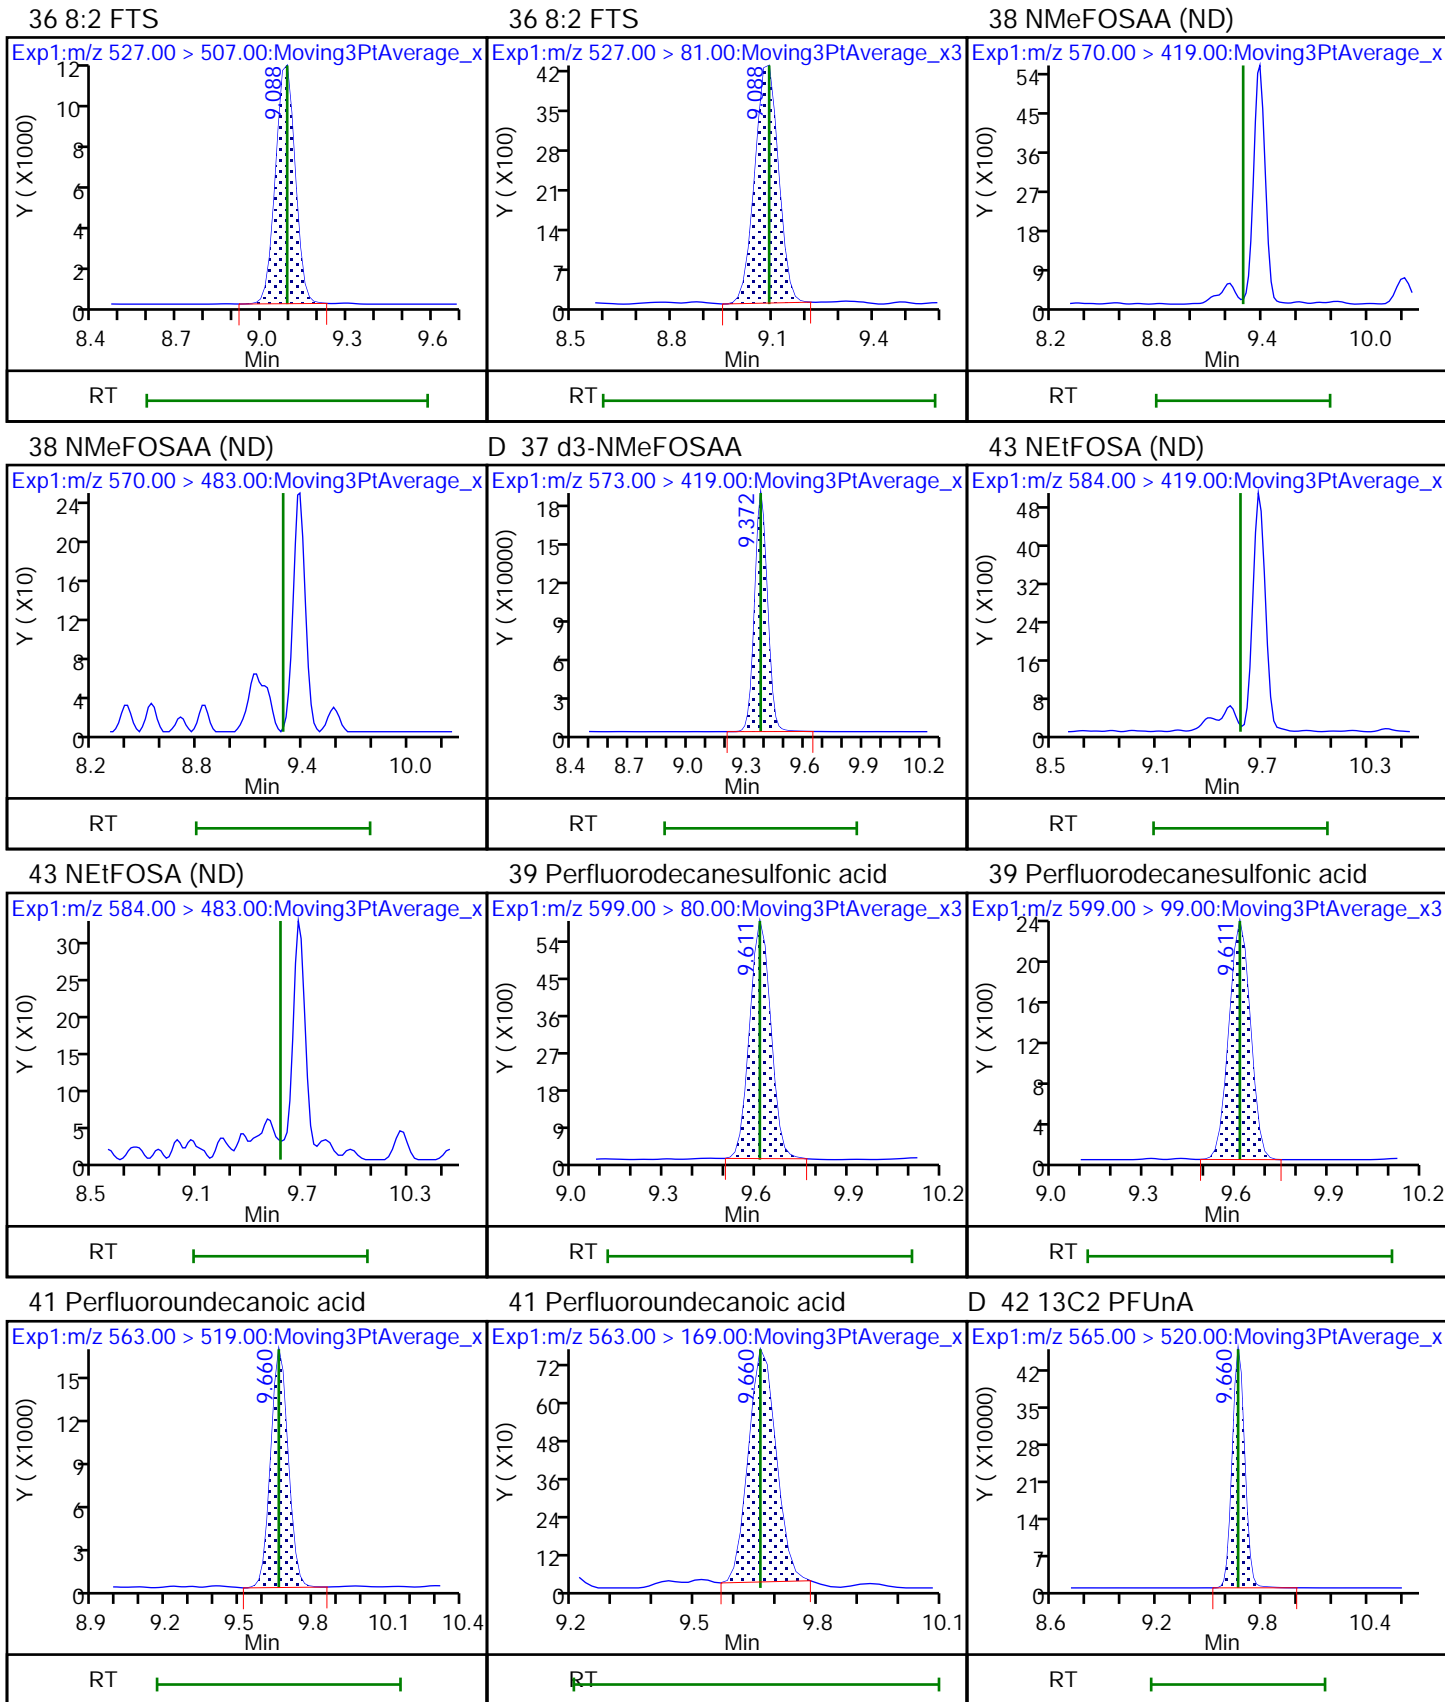 36 8:2 FTS
Exp1:m/z 527.00 > 507.00:Moving3PtAverage_x
Y ( X1000)
12
10
8
6
4
2
0
9.088
8.4 8.7 9.0 9.3 9.6
Min
RT
36 8:2 FTS
Exp1:m/z 527.00 > 81.00:Moving3PtAverage_x3
Y ( X100)
42
35
28
21
14
7
0
9.088
8.5 8.8 9.1 9.4
Min
RT
38 NMeFOSAA (ND)
Exp1:m/z 570.00 > 419.00:Moving3PtAverage_x
Y ( X100)
54
45
36
27
18
9
0
8.2 8.8 9.4 10.0
Min
RT
38 NMeFOSAA (ND)
Exp1:m/z 570.00 > 483.00:Moving3PtAverage_x
Y ( X10)
24
20
16
12
8
4
0
8.2 8.8 9.4 10.0
Min
RT
D 37 d3-NMeFOSAA
Exp1:m/z 573.00 > 419.00:Moving3PtAverage_x
Y ( X10000)
18
15
12
9
6
3
0
9.372
8.4 8.7 9.0 9.3 9.6 9.9 10.2
Min
RT
43 NEtFOSA (ND)
Exp1:m/z 584.00 > 419.00:Moving3PtAverage_x
Y ( X100)
48
40
32
24
16
8
0
8.5 9.1 9.7 10.3
Min
RT
43 NEtFOSA (ND)
Exp1:m/z 584.00 > 483.00:Moving3PtAverage_x
Y ( X10)
30
25
20
15
10
5
0
8.5 9.1 9.7 10.3
Min
RT
39 Perfluorodecanesulfonic acid
Exp1:m/z 599.00 > 80.00:Moving3PtAverage_x3
Y ( X100)
54
45
36
27
18
9
0
9.611
9.0 9.3 9.6 9.9 10.2
Min
RT
39 Perfluorodecanesulfonic acid
Exp1:m/z 599.00 > 99.00:Moving3PtAverage_x3
Y ( X100)
24
20
16
12
8
4
0
9.611
9.0 9.3 9.6 9.9 10.2
Min
RT
41 Perfluoroundecanoic acid
Exp1:m/z 563.00 > 519.00:Moving3PtAverage_x
Y ( X1000)
15
12
9
6
3
0
9.660
8.9 9.2 9.5 9.8 10.1 10.4
Min
RT
41 Perfluoroundecanoic acid
Exp1:m/z 563.00 > 169.00:Moving3PtAverage_x
Y ( X10)
72
60
48
36
24
12
0
9.660
9.2 9.5 9.8 10.1
Min
RT
D 42 13C2 PFUnA
Exp1:m/z 565.00 > 520.00:Moving3PtAverage_x
Y ( X10000)
42
35
28
21
14
7
0
9.660
8.6 9.2 9.8 10.4
Min
RT